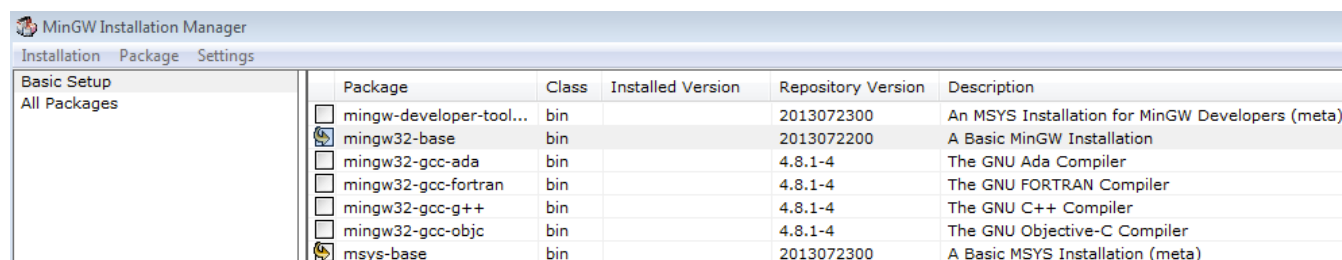 MinGW Installation Manager
Installation Package Settings
Basic Setup
All Packages
Package Class Installed Version Repository Version Description
mingw-developer-tool... bin 2013072300 An MSYS Installation for MinGW Developers (meta)
mingw32-base bin 2013072200 A Basic MinGW Installation
mingw32-gcc-ada bin 4.8.1-4 The GNU Ada Compiler
mingw32-gcc-fortran bin 4.8.1-4 The GNU FORTRAN Compiler
mingw32-gcc-g++ bin 4.8.1-4 The GNU C++ Compiler
mingw32-gcc-objc bin 4.8.1-4 The GNU Objective-C Compiler
msys-base bin 2013072300 A Basic MSYS Installation (meta)